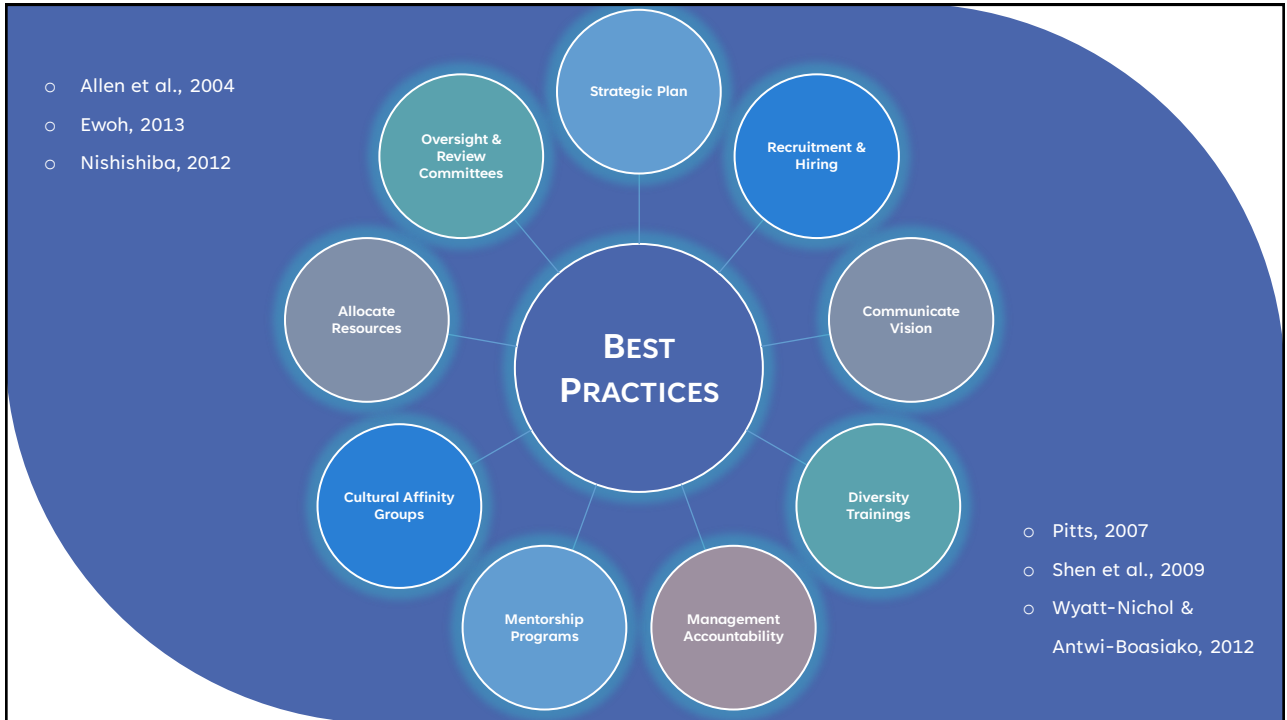 ○ Allen et al., 2004
○ Ewoh, 2013
○ Nishishiba, 2012
Strategic Plan
Recruitment &
Hiring
Communicate
Vision
Diversity
Trainings
Management
Accountability
Mentorship
Programs
Cultural Affinity
Groups
Allocate
Resources
Oversight &
Review
Committees
BEST
PRACTICES
○ Pitts, 2007
○ Shen et al., 2009
○ Wyatt-Nichol &
Antwi-Boasiako, 2012